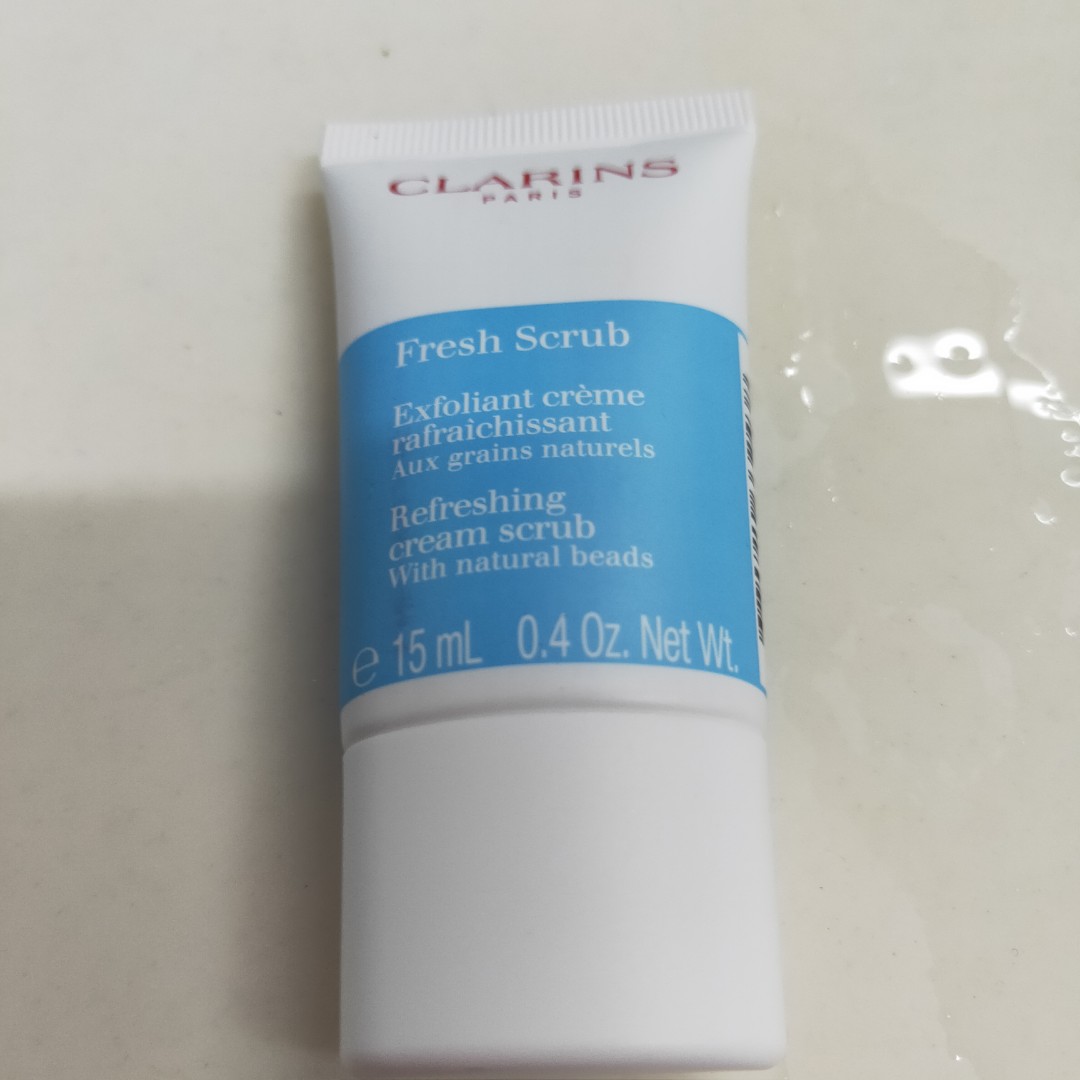 CLARINS
PARIS
Fresh Scrub
Exfoliant crème
rafraîchissant
Aux grains naturels
Refreshing
cream scrub
With natural beads
e 15 mL 0.4 Oz. Net Wt.